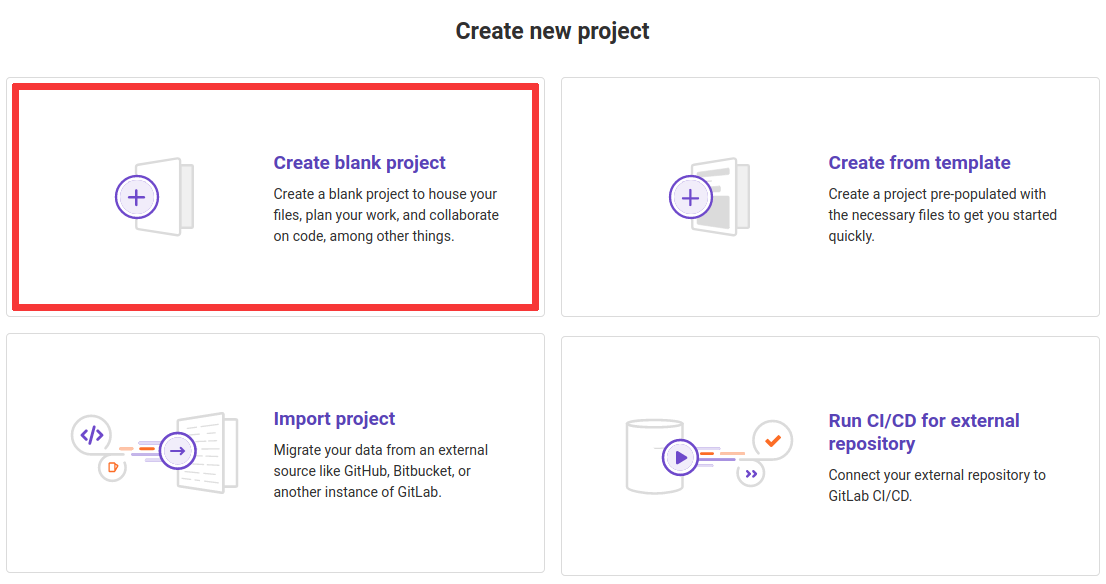 Create new project
Create blank project
Create a blank project to house your
files, plan your work, and collaborate
on code, among other things.
Create from template
Create a project pre-populated with
the necessary files to get you started
quickly.
Import project
Migrate your data from an external
source like GitHub, Bitbucket, or
another instance of GitLab.
Run CI/CD for external
repository
Connect your external repository to
GitLab CI/CD.